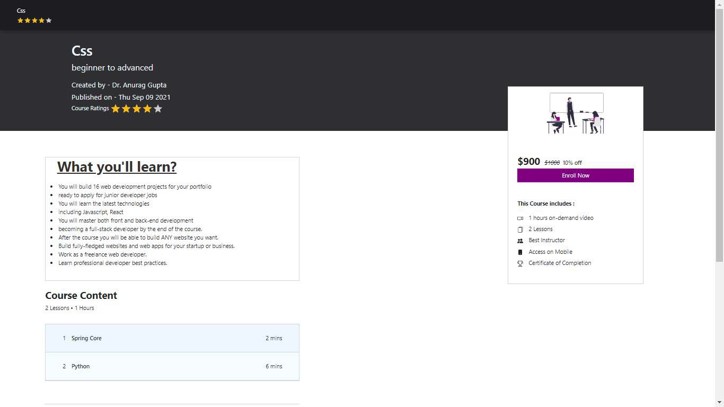 Css
Css
beginner to advanced
Created by - Dr. Anurag Gupta
Published on - Thu Sep 09 2021
Course Ratings
$900 $1000 10% off
Enroll Now
This Course includes :
1 hours on-demand video
2 Lessons
Best Instructor
Access on Mobile
Certificate of Completion
What you'll learn?
You will build 16 web development projects for your portfolio
ready to apply for junior developer jobs
You will learn the latest technologies
including Javascript, React
You will master both front and back-end development
becoming a full-stack developer by the end of the course.
After the course you will be able to build ANY website you want.
Build fully-fledged websites and web apps for your startup or business.
Work as a freelance web developer.
Learn professional developer best practices.
Course Content
2 Lessons • 1 Hours
1 Spring Core 2 mins
2 Python 6 mins